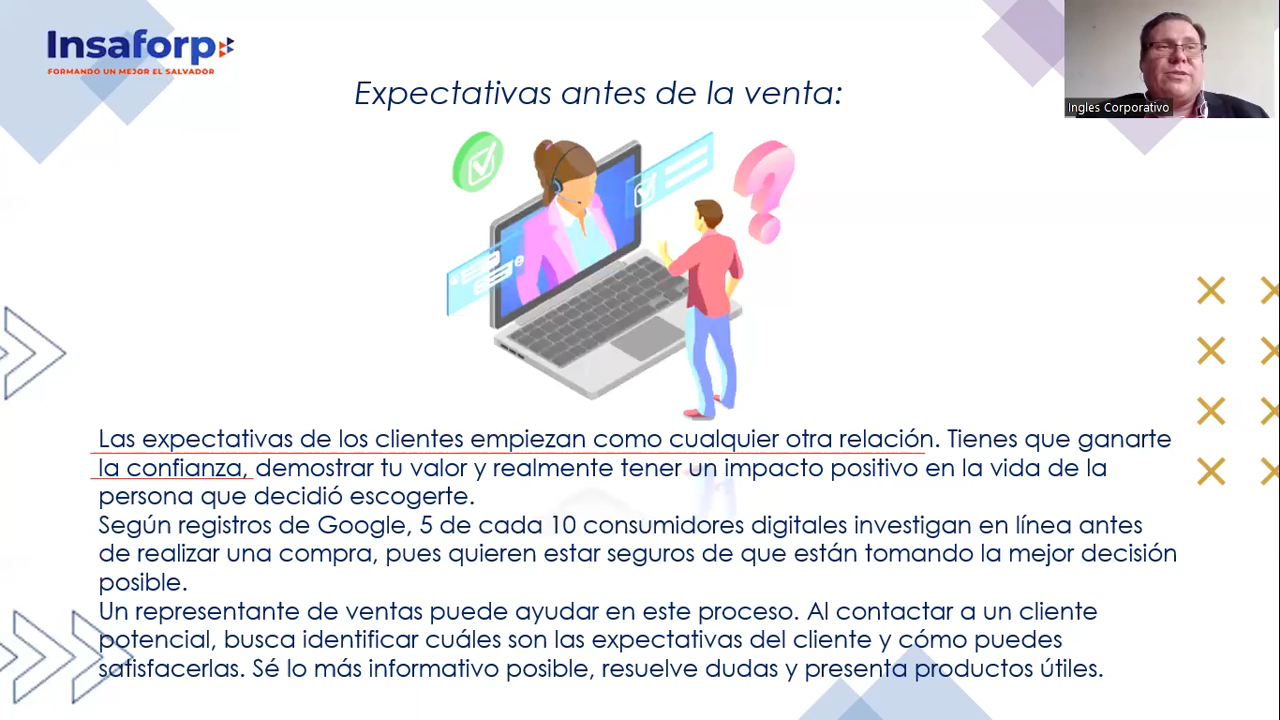 Insaforp
FORMANDO UN MEJOR EL SALVADOR
Ingles Corporativo
Expectativas antes de la venta:
Las expectativas de los clientes empiezan como cualquier otra relación. Tienes que ganarte
la confianza, demostrar tu valor y realmente tener un impacto positivo en la vida de la
persona que decidió escogerte.
Según registros de Google, 5 de cada 10 consumidores digitales investigan en línea antes
de realizar una compra, pues quieren estar seguros de que están tomando la mejor decisión
posible.
Un representante de ventas puede ayudar en este proceso. Al contactar a un cliente
potencial, busca identificar cuáles son las expectativas del cliente y cómo puedes
satisfacerlas. Sé lo más informativo posible, resuelve dudas y presenta productos útiles.